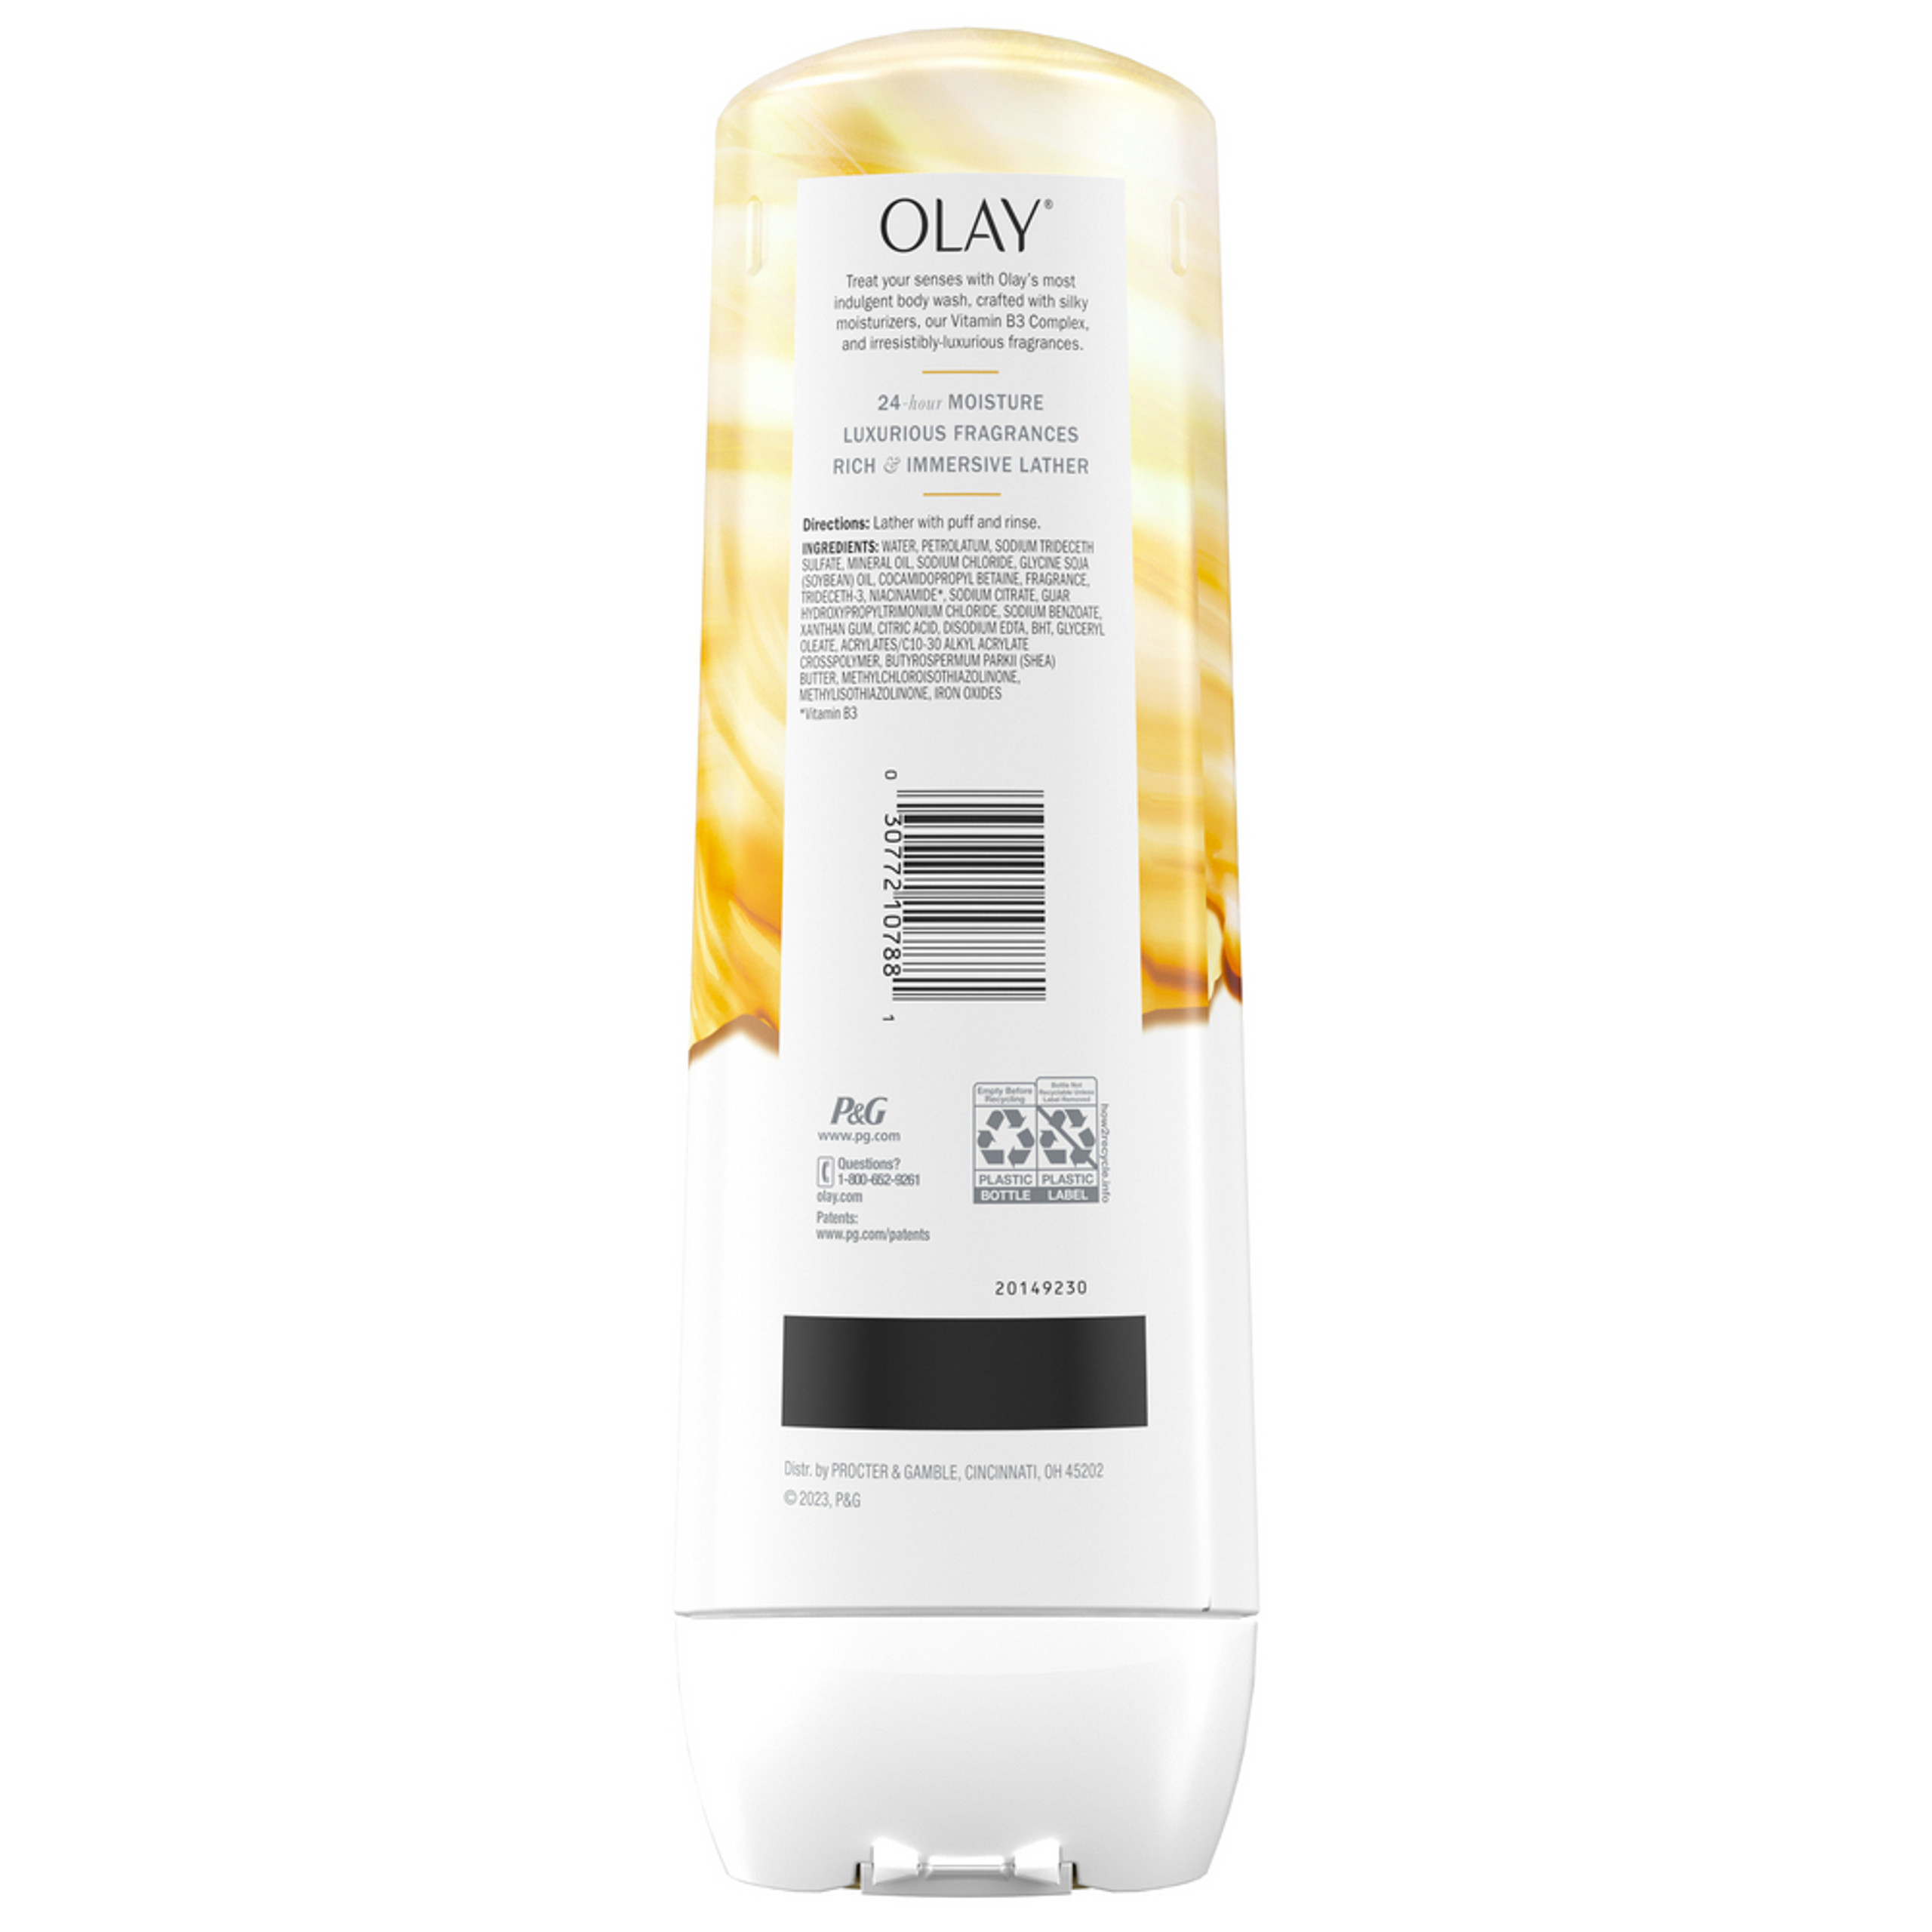 OLAY®
Treat your senses with Olay's most
indulgent body wash, crafted with silky
moisturizers, our Vitamin B3 Complex,
and irresistibly-luxurious fragrances.
24-hour MOISTURE
LUXURIOUS FRAGRANCES
RICH & IMMERSIVE LATHER
Directions: Lather with puff and rinse.
INGREDIENTS: WATER, PETROLATUM, SODIUM TRIDECETH
SULFATE, MINERAL OIL, SODIUM CHLORIDE, GLYCINE SOJA
(SOYBEAN) OIL, COCAMIDOPROPYL BETAINE, FRAGRANCE,
TRIDECETH-3, NIACINAMIDE*, SODIUM CITRATE, GUAR
HYDROXYPROPYLTRIMONIUM CHLORIDE, SODIUM BENZOATE,
XANTHAN GUM, CITRIC ACID, DISODIUM EDTA, BHT, GLYCERYL
OLEATE, ACRYLATES/C10-30 ALKYL ACRYLATE
CROSSPOLYMER, BUTYROSPERMUM PARKII (SHEA)
BUTTER, METHYLCHLOROISOTHIAZOLINONE,
METHYLISOTHIAZOLINONE, IRON OXIDES
*Vitamin B3
0 30772 10788 1
P&G
www.pg.com
Questions?
1-800-652-9261
olay.com
Patents:
www.pg.com/patents
Empty Before
Recycling
PLASTIC
BOTTLE
Bottle Not
Recyclable Unless
Label Removed
PLASTIC
LABEL
how2recycle.info
20149230
Distr. by PROCTER & GAMBLE, CINCINNATI, OH 45202
© 2023, P&G